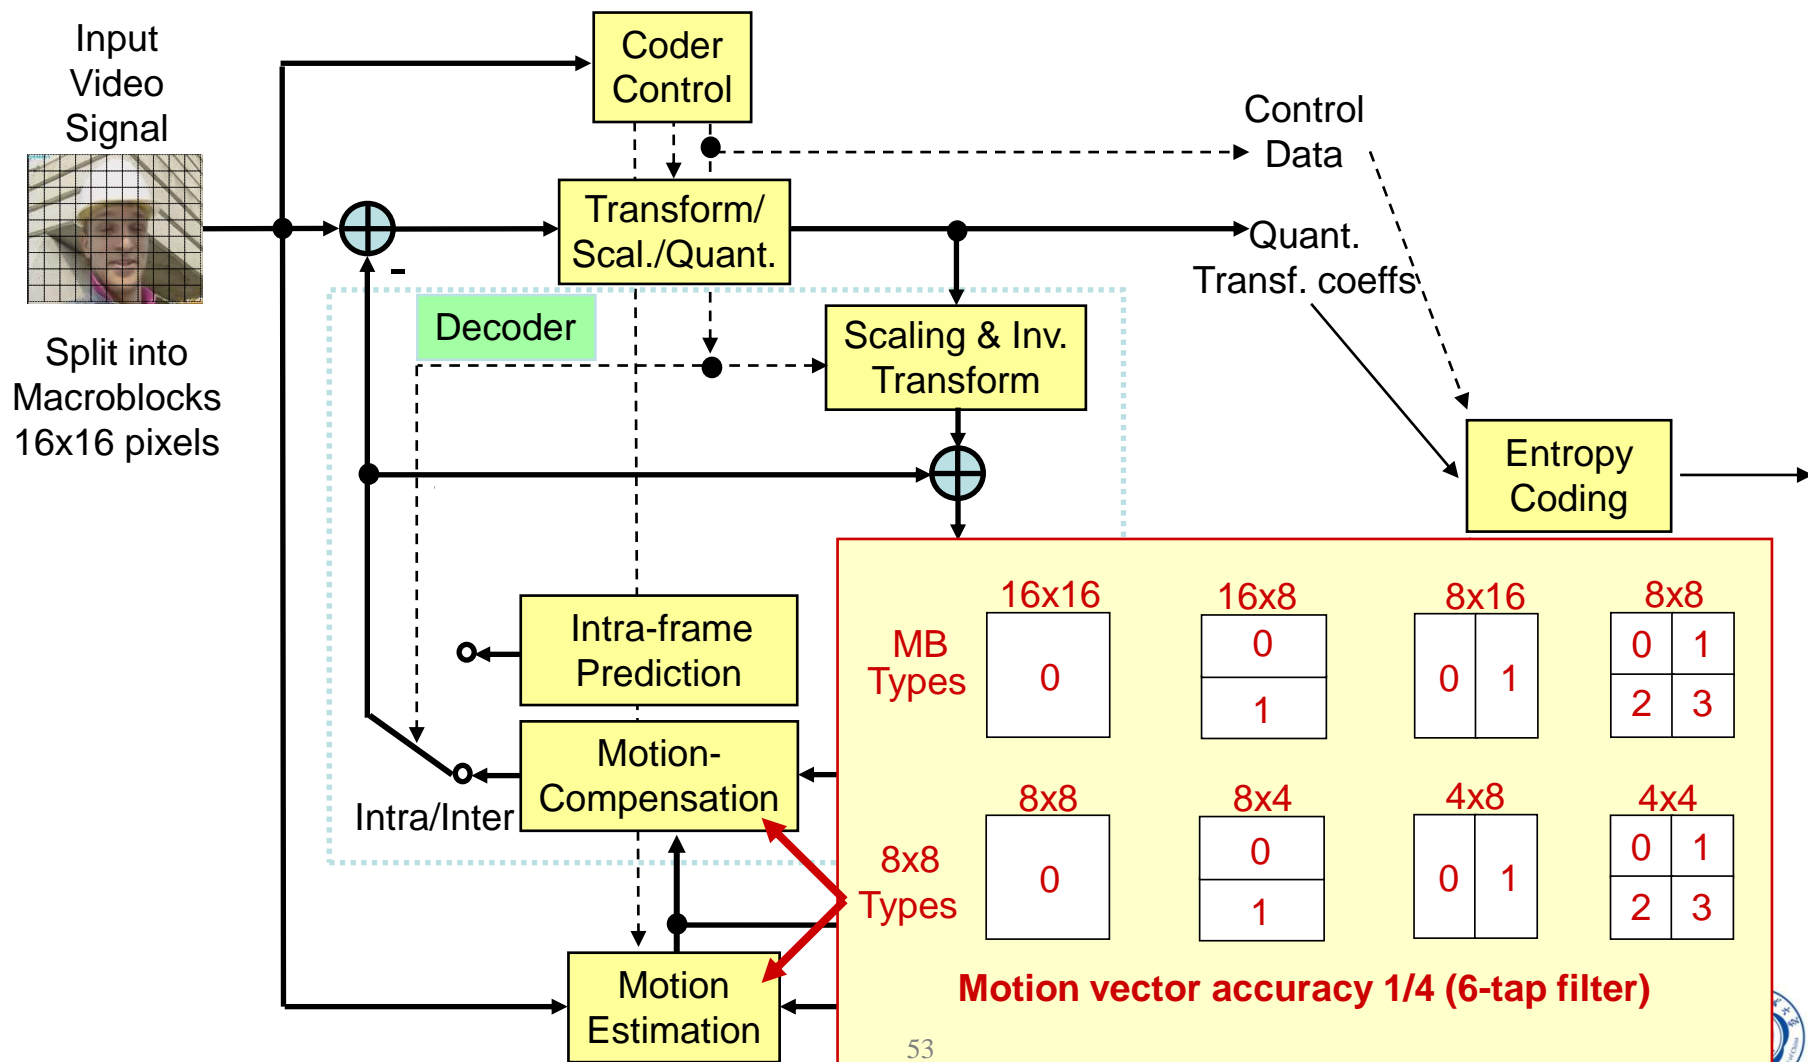 Input
Video
Signal
Split into
Macroblocks
16x16 pixels
Coder
Control
Control
Data
Transform/
Scal./Quant.
-
Quant.
Transf. coeffs
Decoder
Scaling & Inv.
Transform
Entropy
Coding
Intra-frame
Prediction
Motion-
Compensation
Intra/Inter
Motion
Estimation
16x16 16x8 8x16 8x8
MB
Types
0
0
1
0 1
0 1
2 3
8x8 8x4 4x8 4x4
8x8
Types
0
0
1
0 1
0 1
2 3
Motion vector accuracy 1/4 (6-tap filter)
53